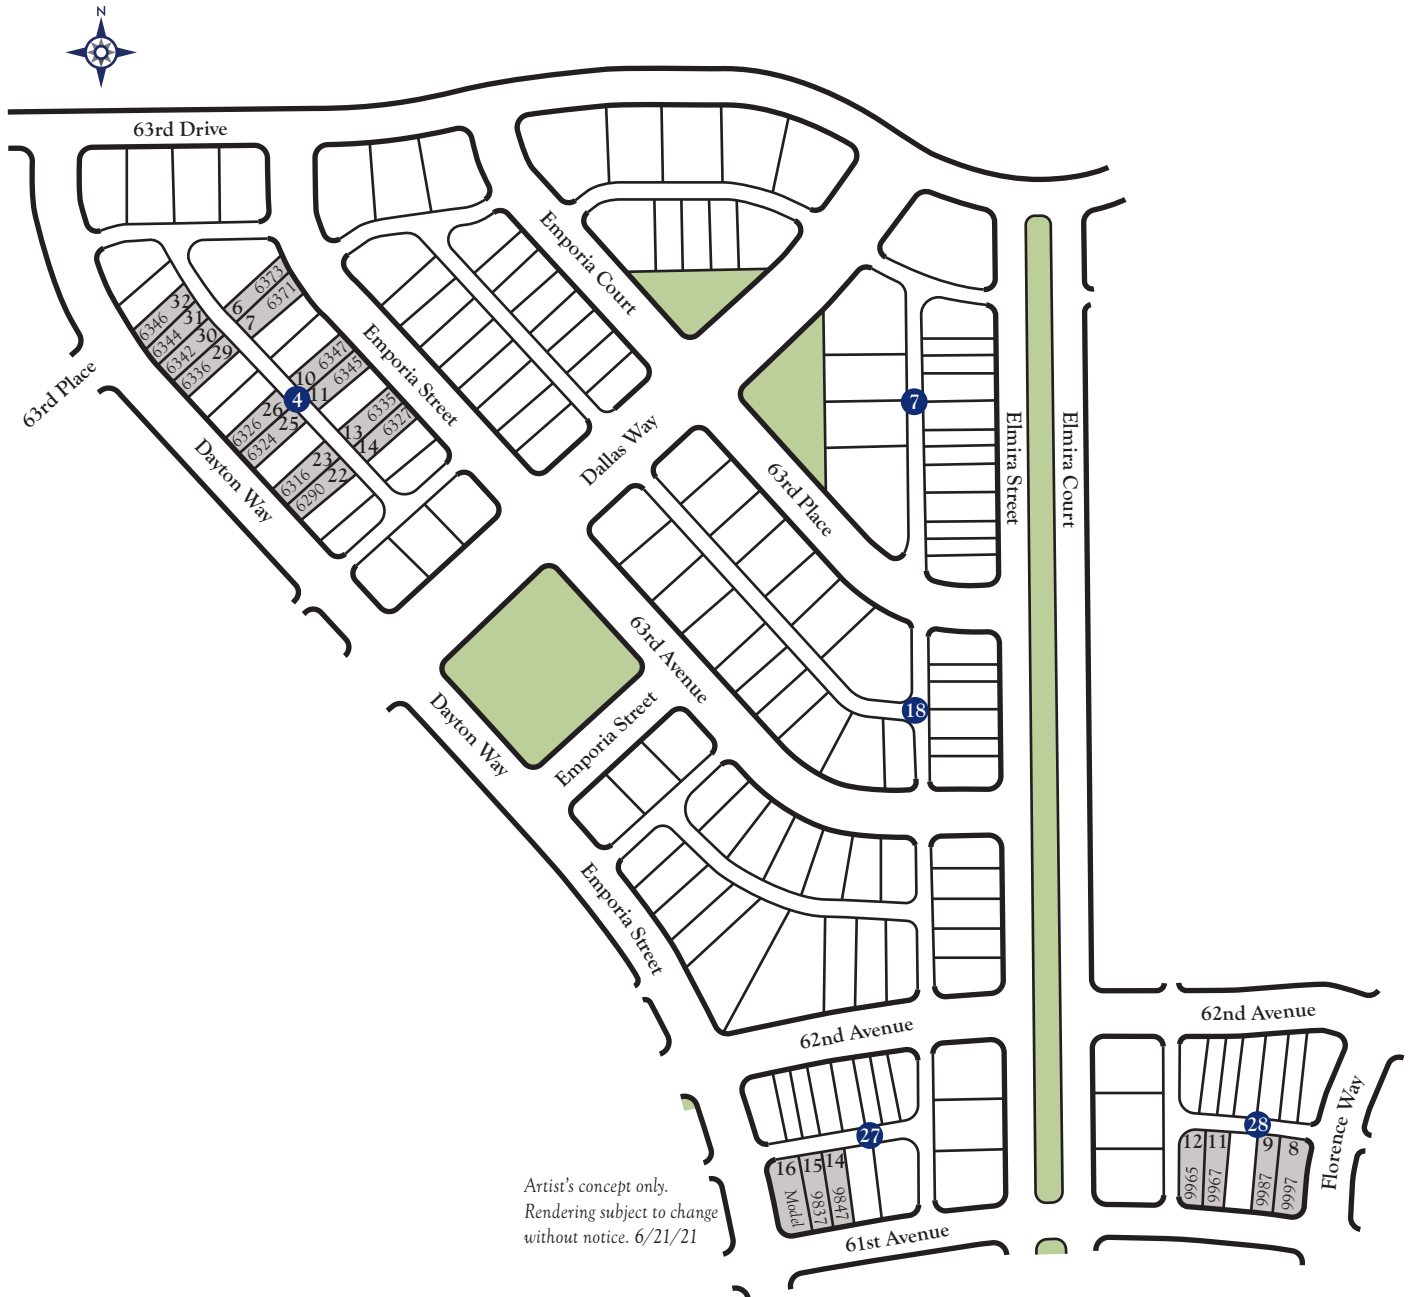 N
63rd Drive
Emporia Court
6373
6371
6
7
32
31
30
29
6346
6344
6342
6336
6347
6345
10
11
4
6335
6327
13
14
26
25
6326
6324
23
22
6316
6290
Emporia Street
63rd Place
Dayton Way
Dallas Way
63rd Place
7
Elmira Street
Elmira Court
63rd Avenue
18
Dayton Way
Emporia Street
Emporia Street
62nd Avenue
62nd Avenue
27
28
16
15
14
Model
9837
9847
12
11
9
8
9965
9967
9987
9997
Florence Way
61st Avenue
Artist's concept only.
Rendering subject to change
without notice. 6/21/21